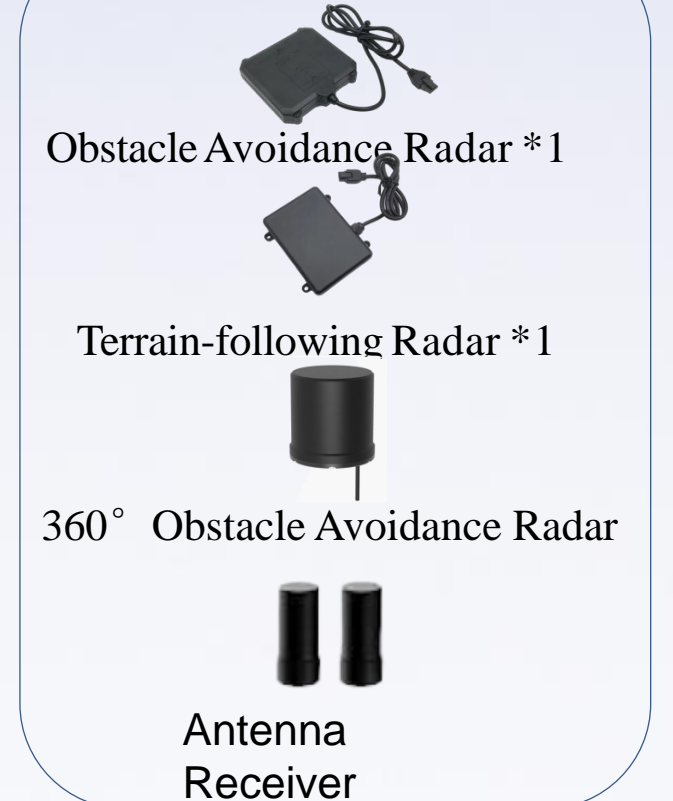 Obstacle Avoidance Radar *1
Terrain-following Radar *1
360° Obstacle Avoidance Radar
Antenna
Receiver